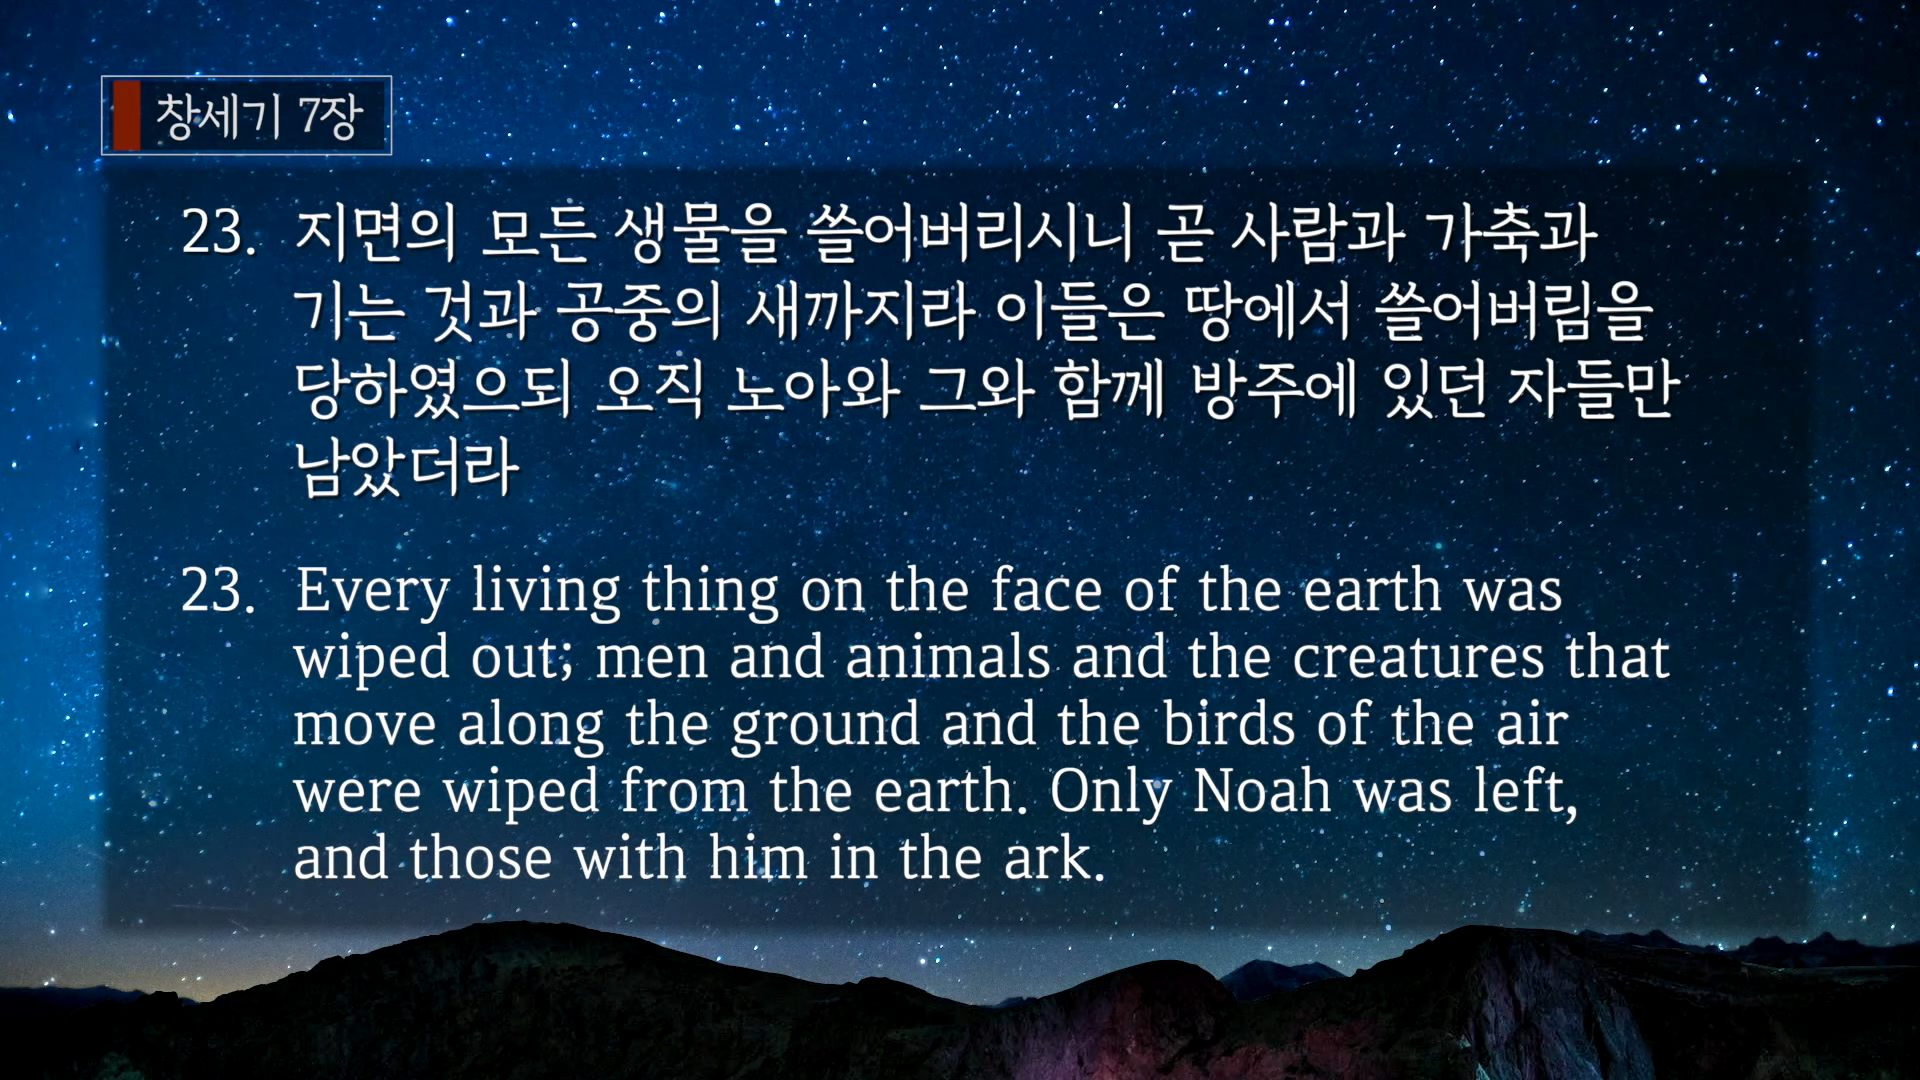 창세기 7장
23. 지면의 모든 생물을 쓸어버리시니 곧 사람과 가축과
기는 것과 공중의 새까지라 이들은 땅에서 쓸어버림을
당하였으되 오직 노아와 그와 함께 방주에 있던 자들만
남았더라
23. Every living thing on the face of the earth was
wiped out; men and animals and the creatures that
move along the ground and the birds of the air
were wiped from the earth. Only Noah was left,
and those with him in the ark.